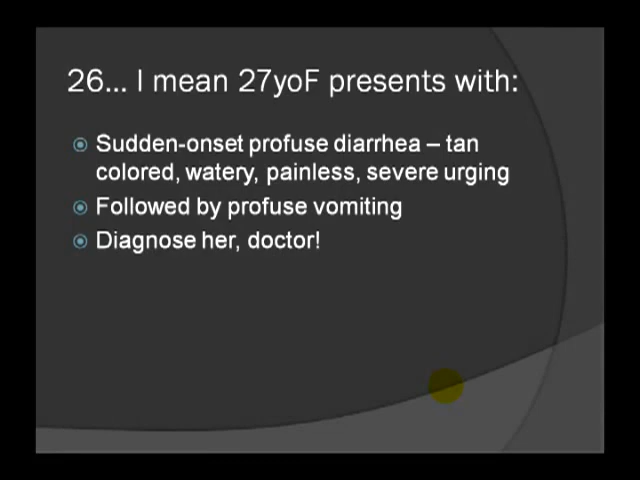 26... I mean 27yoF presents with:
Sudden-onset profuse diarrhea – tan
colored, watery, painless, severe urging
Followed by profuse vomiting
Diagnose her, doctor!